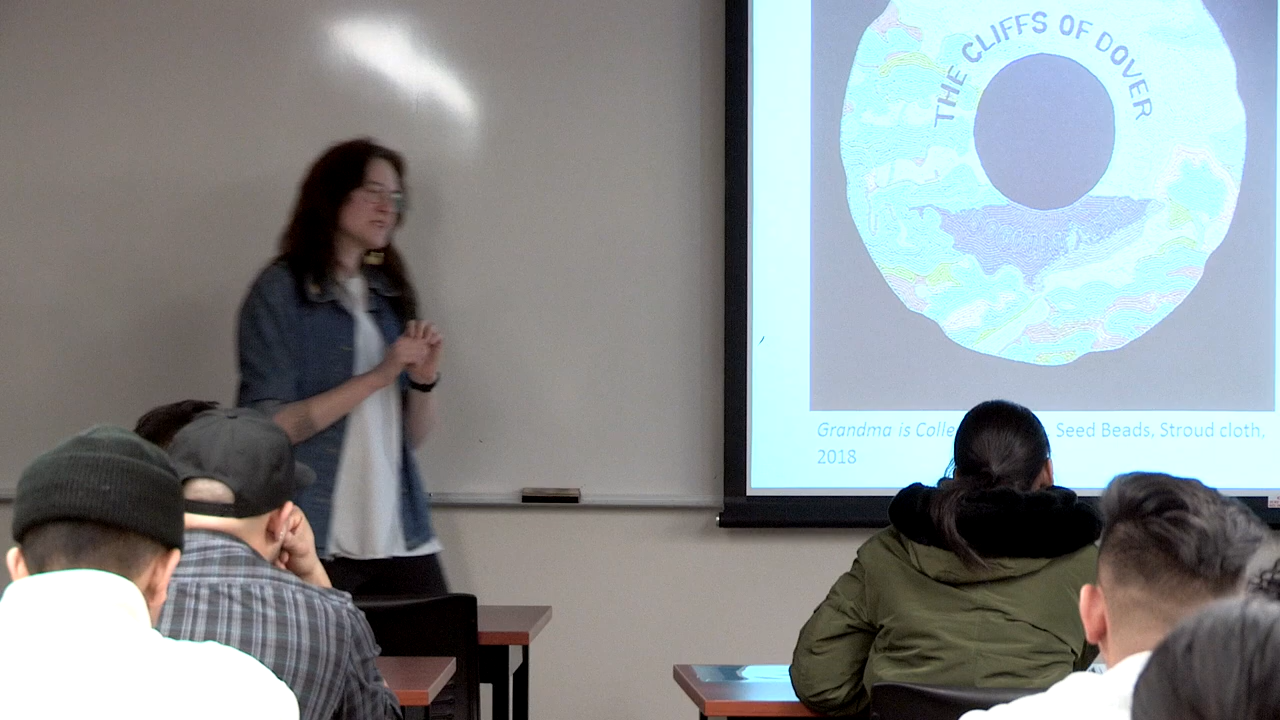 THE CLIFFS OF DOVER
Grandma is Colle Seed Beads, Stroud cloth,
2018